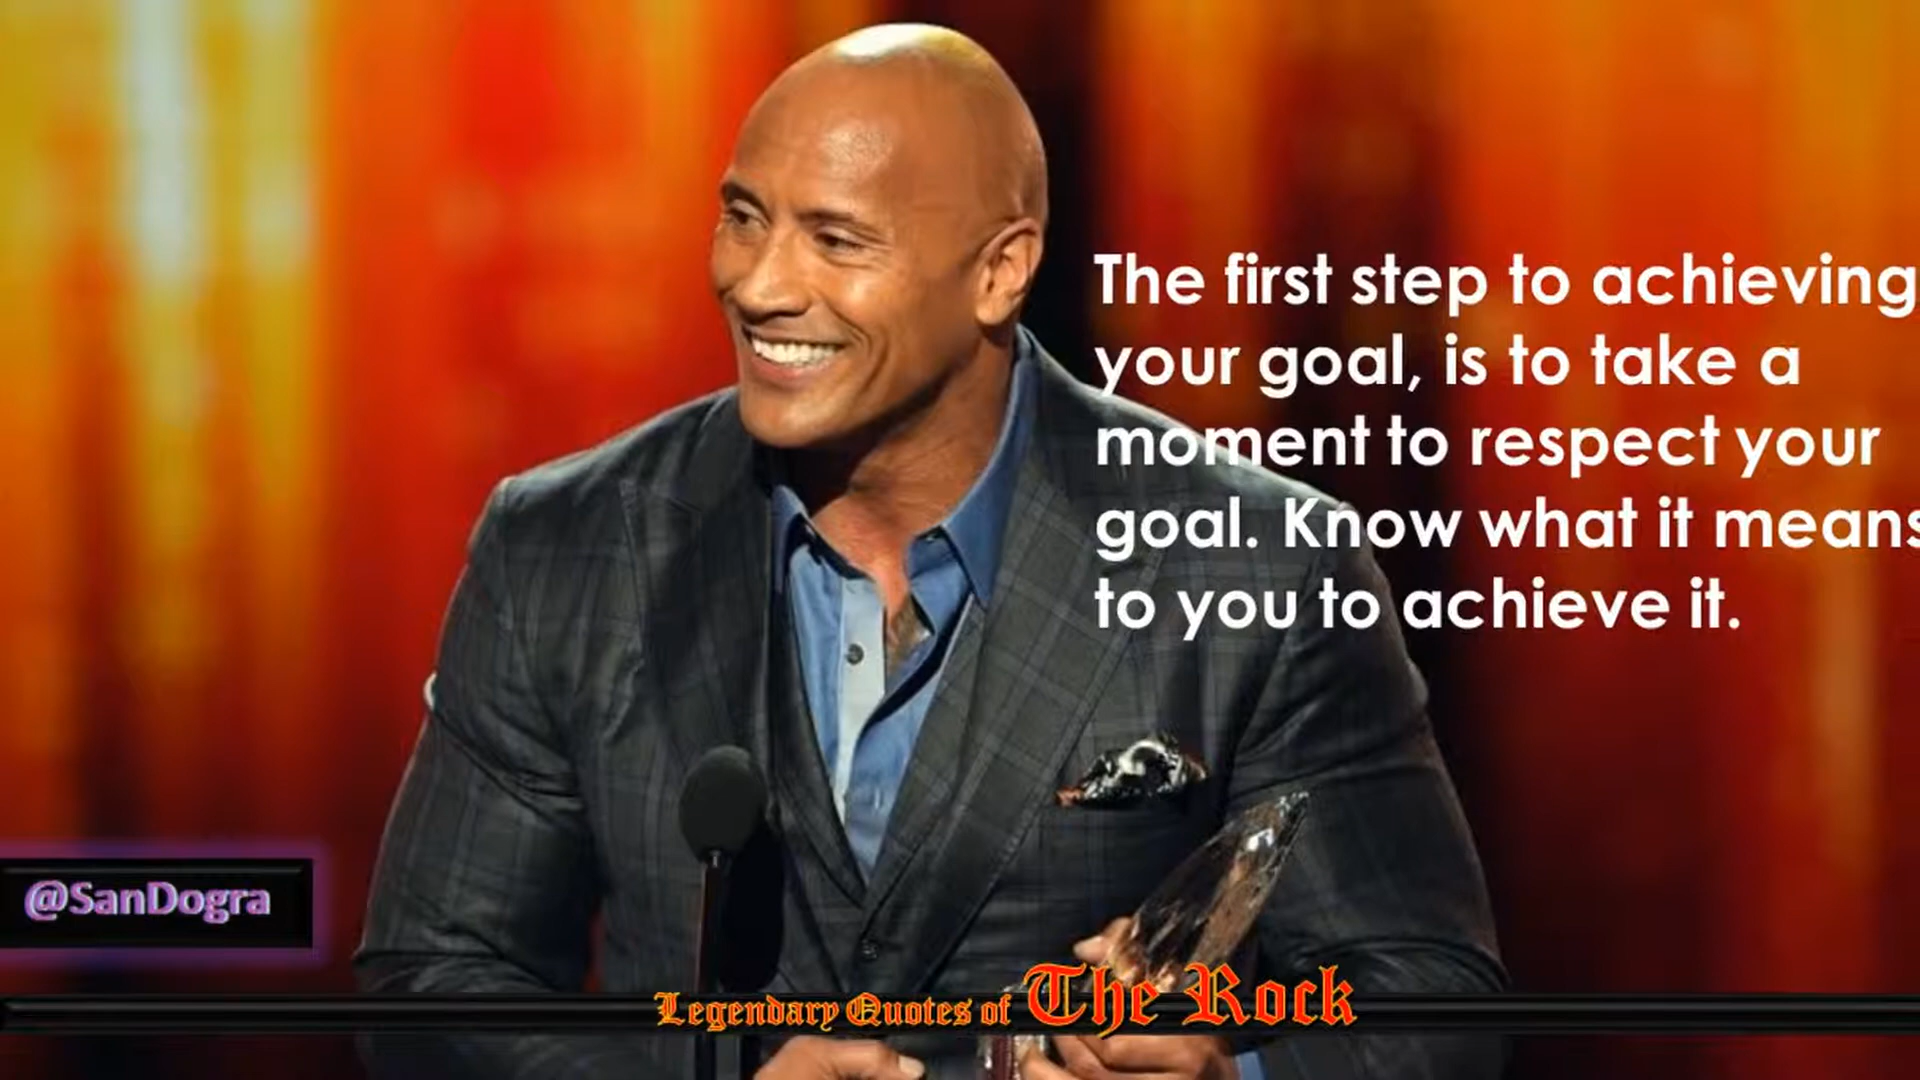 The first step to achieving
your goal, is to take a
moment to respect your
goal. Know what it means
to you to achieve it.
@SanDogra
Legendary Quotes of The Rock